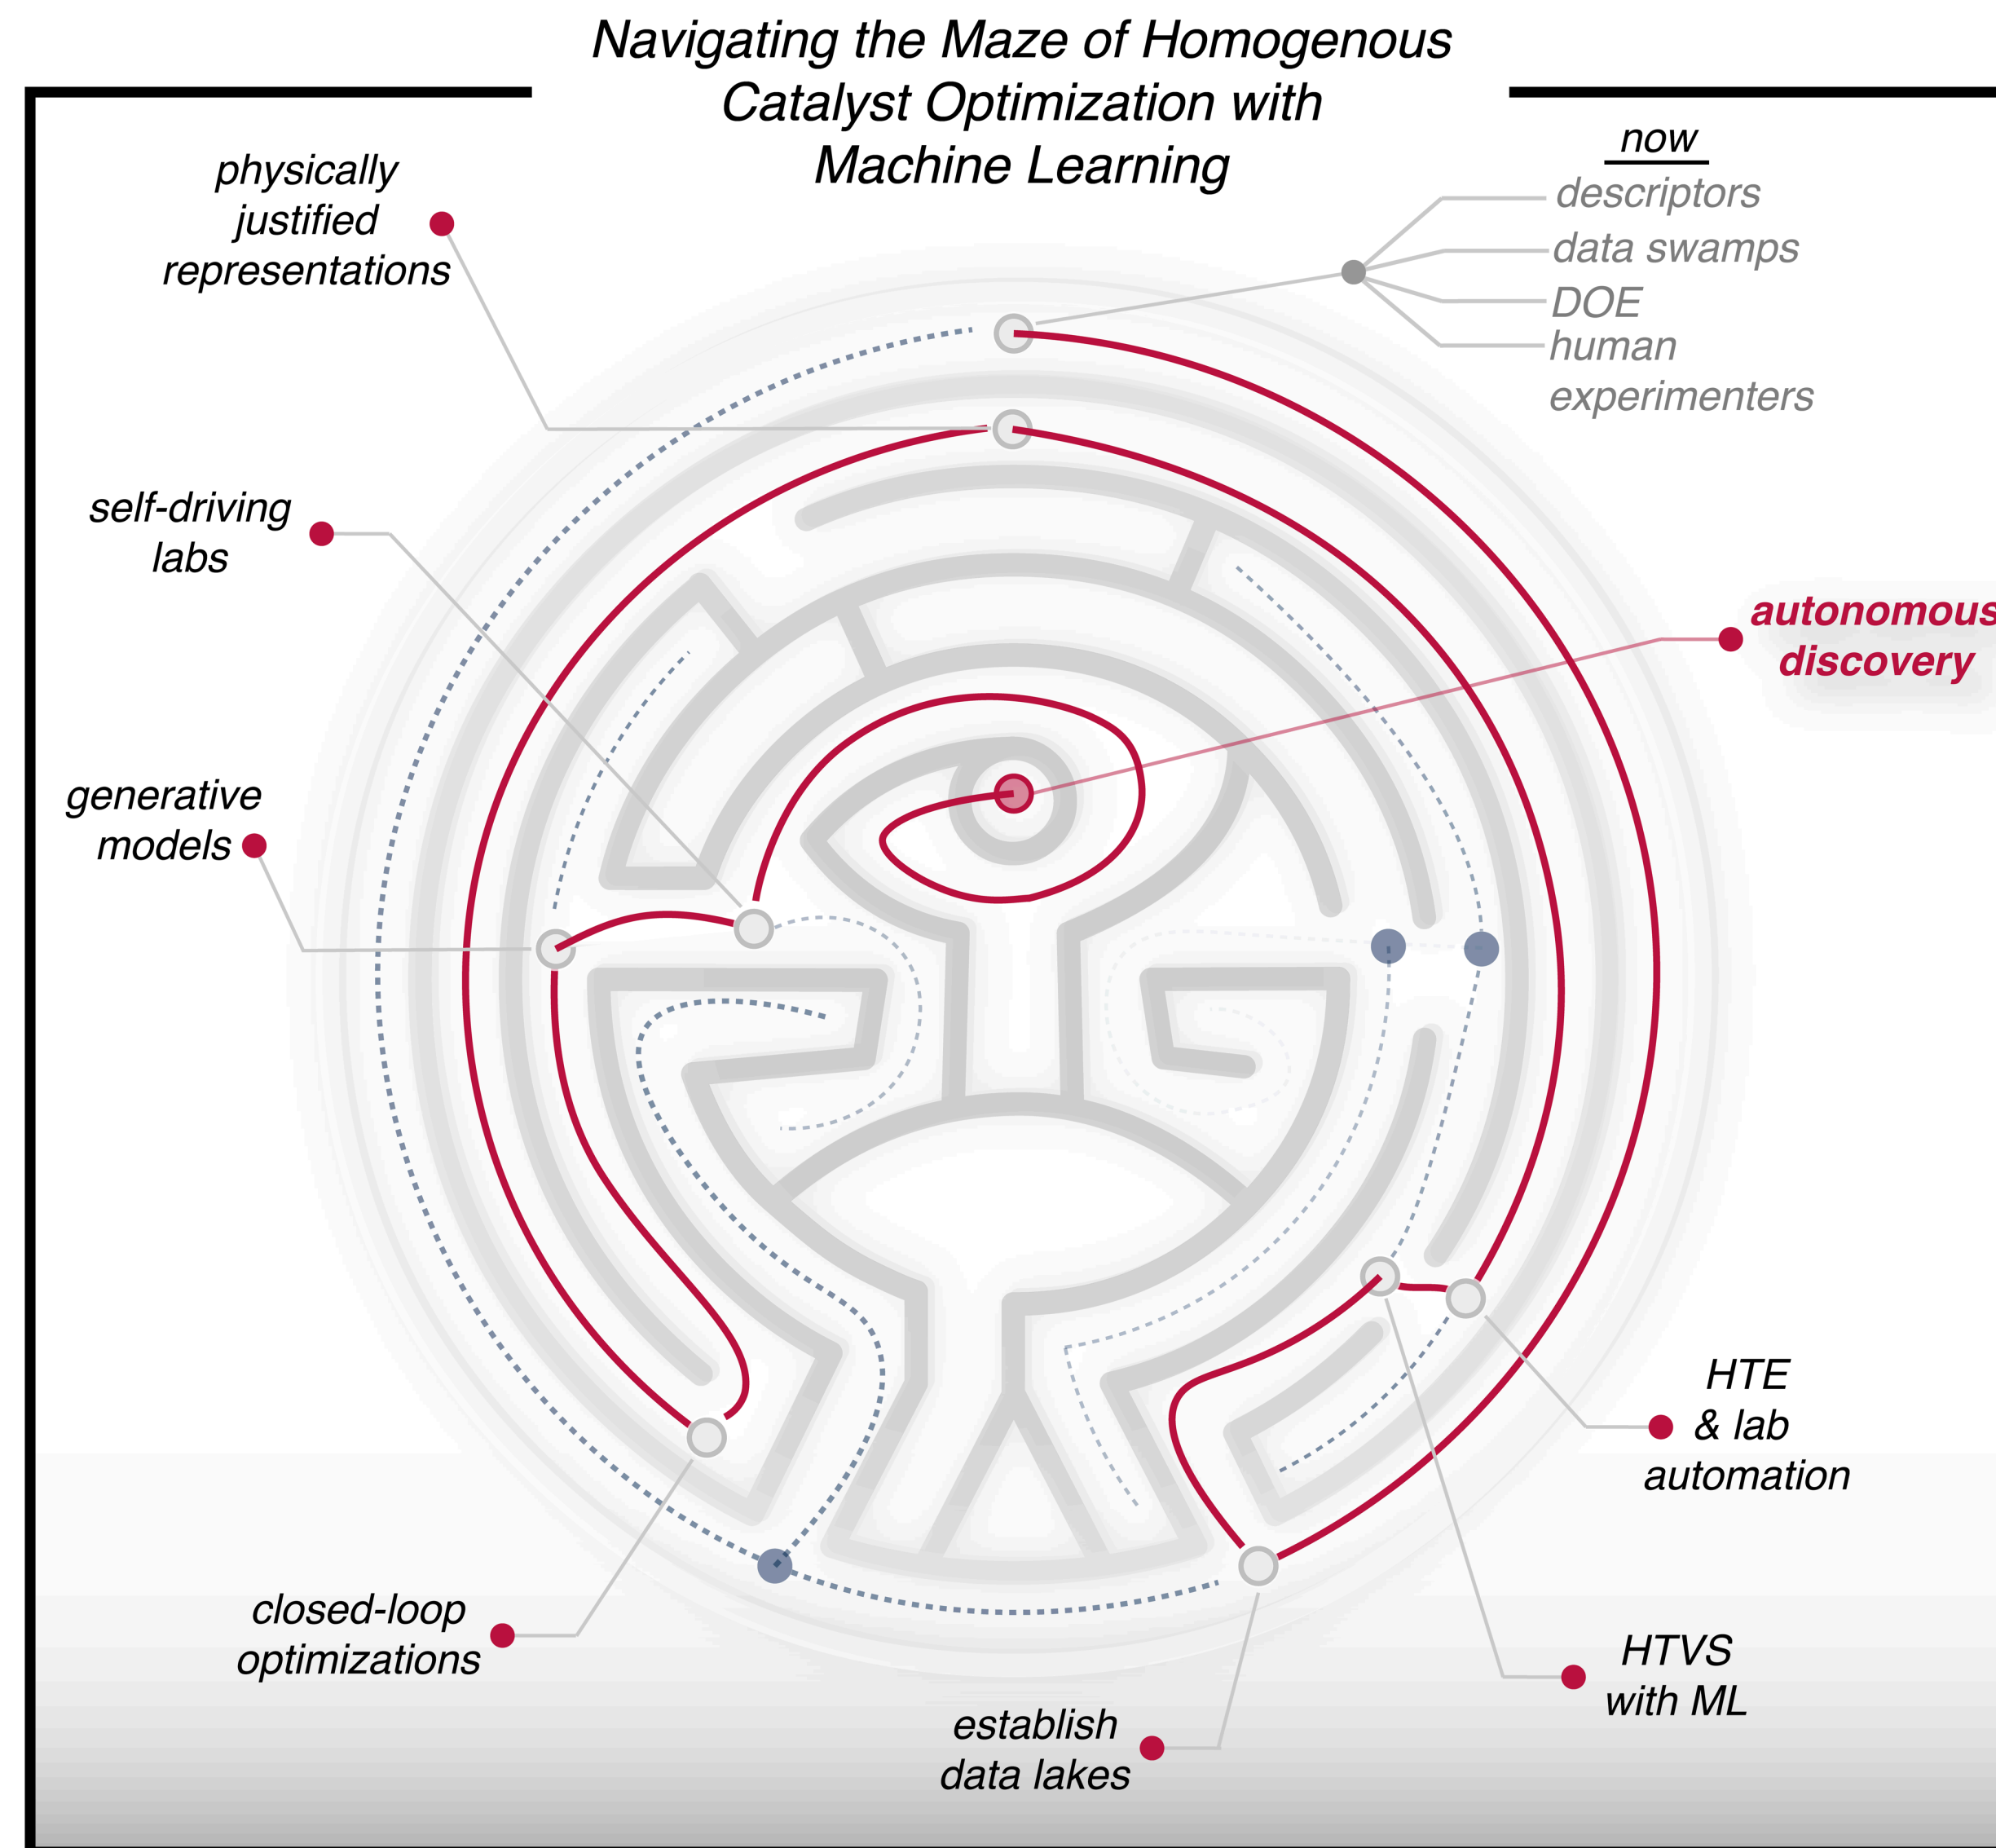 Navigating the Maze of Homogenous
Catalyst Optimization with
Machine Learning
now
descriptors
data swamps
DOE
human
experimenters
physically
justified
representations
self-driving
labs
autonomous
discovery
generative
models
HTE
& lab
automation
closed-loop
optimizations
HTVS
with ML
establish
data lakes